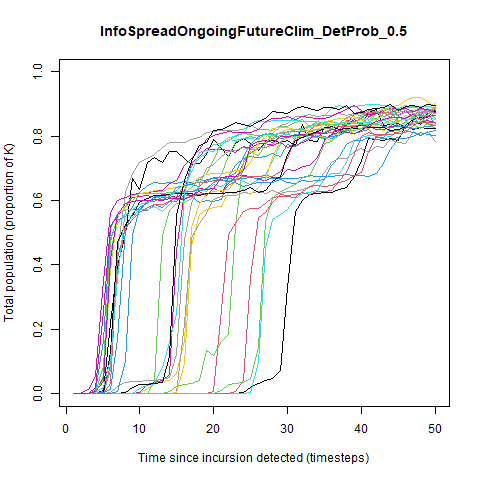 InfoSpreadOngoingFutureClim_DetProb_0.5
Total population (proportion of K)
1.0
0.8
0.6
0.4
0.2
0.0
0 10 20 30 40 50
Time since incursion detected (timesteps)